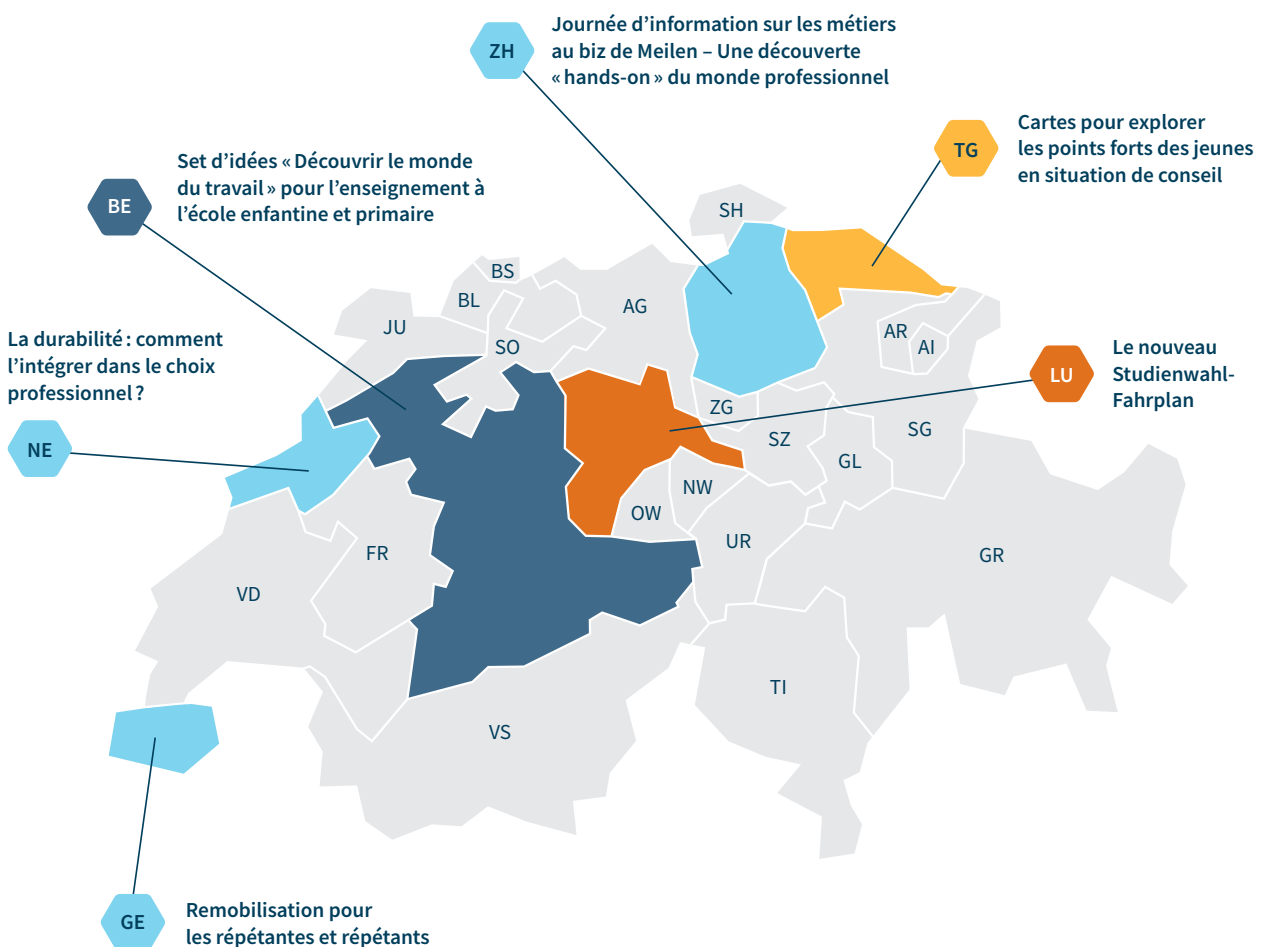 ZH
Journée d’information sur les métiers
au biz de Meilen – Une découverte
« hands-on » du monde professionnel
TG
Cartes pour explorer
les points forts des jeunes
en situation de conseil
BE
Set d’idées « Découvrir le monde
du travail » pour l’enseignement à
l’école enfantine et primaire
SH
BS
BL
AG
JU
SO
AR
AI
La durabilité : comment
l’intégrer dans le choix
professionnel ?
NE
LU
Le nouveau
Studienwahl-
Fahrplan
ZG
SZ
SG
GL
NW
OW
UR
FR
GR
VD
TI
VS
GE
Remobilisation pour
les répétantes et répétants